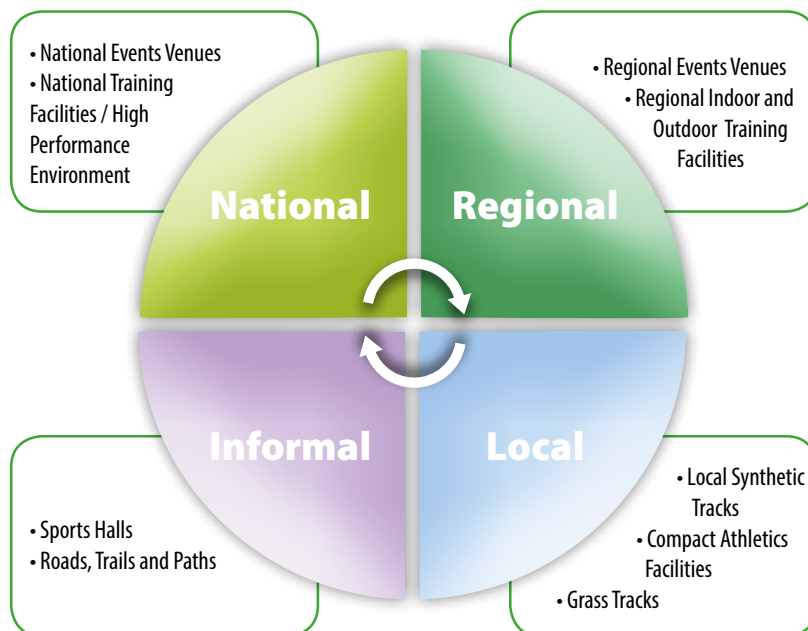 • National Events Venues
• National Training
Facilities / High
Performance
Environment
• Regional Events Venues
• Regional Indoor and
Outdoor Training
Facilities
National
Regional
Informal
Local
• Sports Halls
• Roads, Trails and Paths
• Local Synthetic
Tracks
• Compact Athletics
Facilities
• Grass Tracks